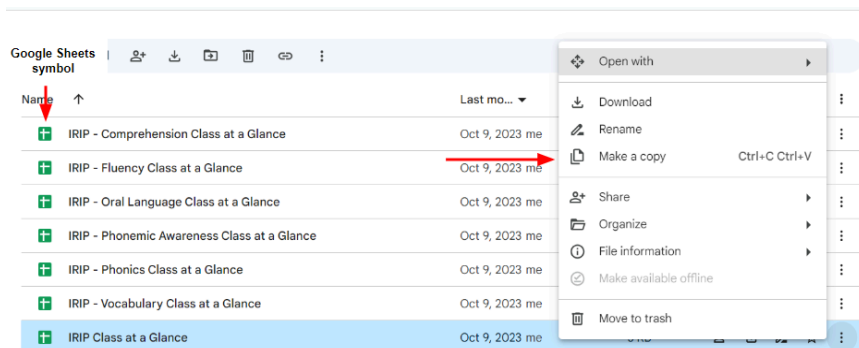 Google Sheets
symbol
Open with
Name
Last mo...
Download
Rename
IRIP - Comprehension Class at a Glance
Oct 9, 2023 me
Make a copy
Ctrl+C Ctrl+V
IRIP - Fluency Class at a Glance
Oct 9, 2023 me
Share
IRIP - Oral Language Class at a Glance
Oct 9, 2023 me
Organize
IRIP - Phonemic Awareness Class at a Glance
Oct 9, 2023 me
File information
IRIP - Phonics Class at a Glance
Oct 9, 2023 me
Make available offline
IRIP - Vocabulary Class at a Glance
Oct 9, 2023 me
Move to trash
IRIP Class at a Glance
Oct 9, 2023 me